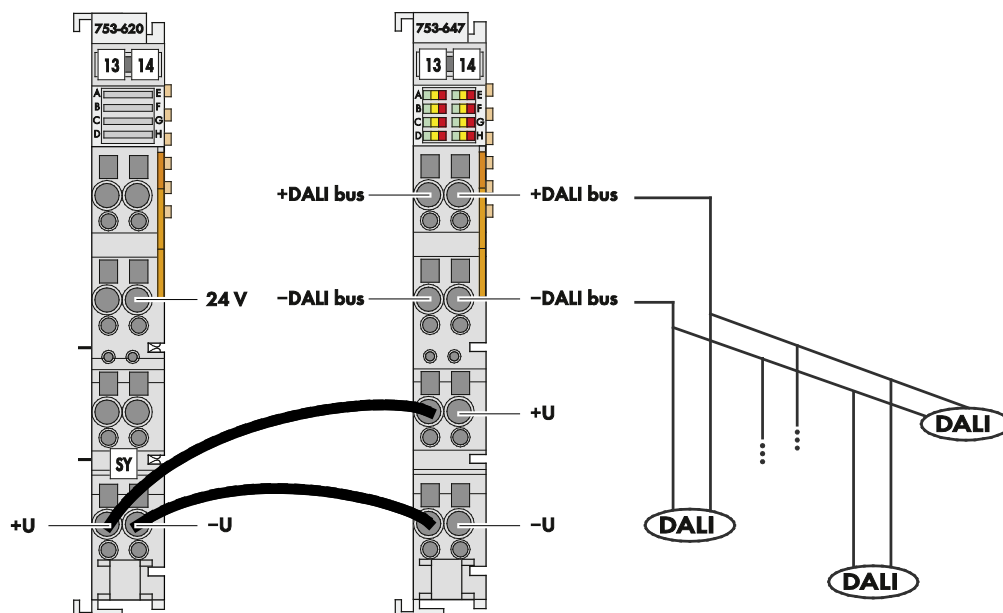 753-620
753-647
13 14
13 14
A E
B F
C G
D H
A E
B F
C G
D H
+DALI bus
+DALI bus
24 V
−DALI bus
−DALI bus
+U
DALI
SY
+U
−U
−U
DALI
DALI